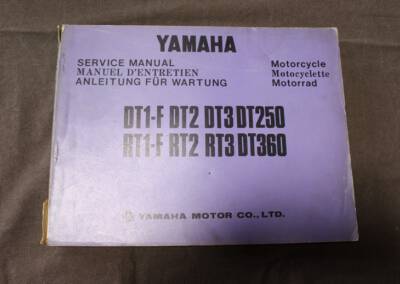 YAMAHA
SERVICE MANUAL Motorcycle
MANUEL D'ENTRETIEN Motocyclette
ANLEITUNG FÜR WARTUNG Motorrad
DT1-F DT2 DT3 DT250
RT1-F RT2 RT3 DT360
YAMAHA MOTOR CO., LTD.